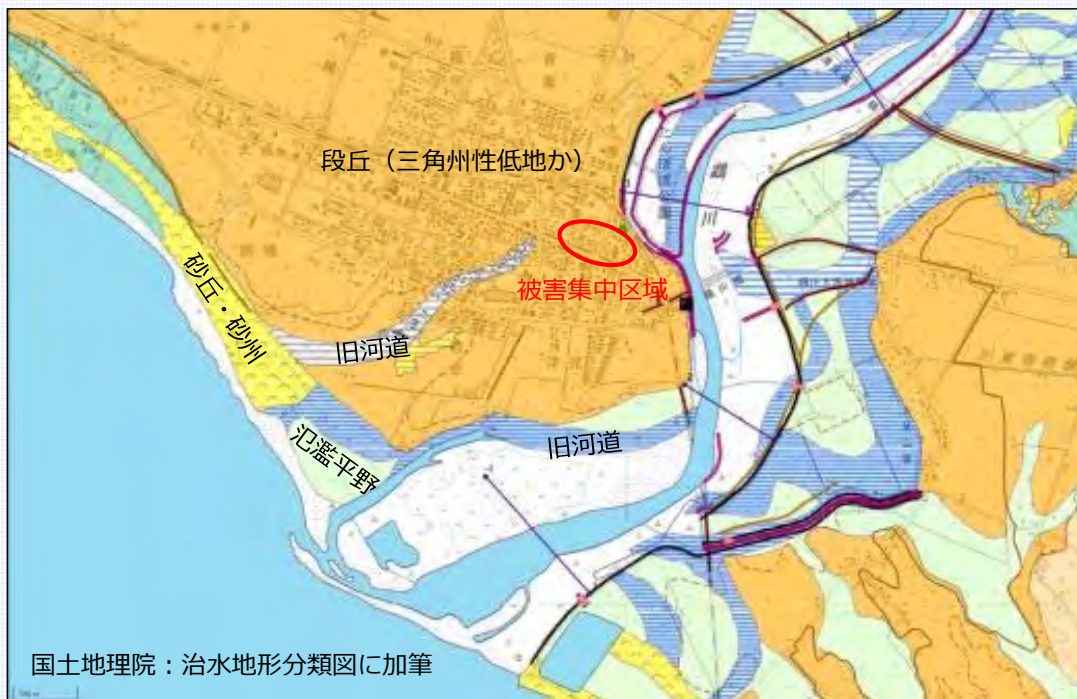 段丘（三角州性低地か）
被害集中区域
砂丘・砂州
旧河道
旧河道
氾濫平野
川
国土地理院：治水地形分類図に加筆